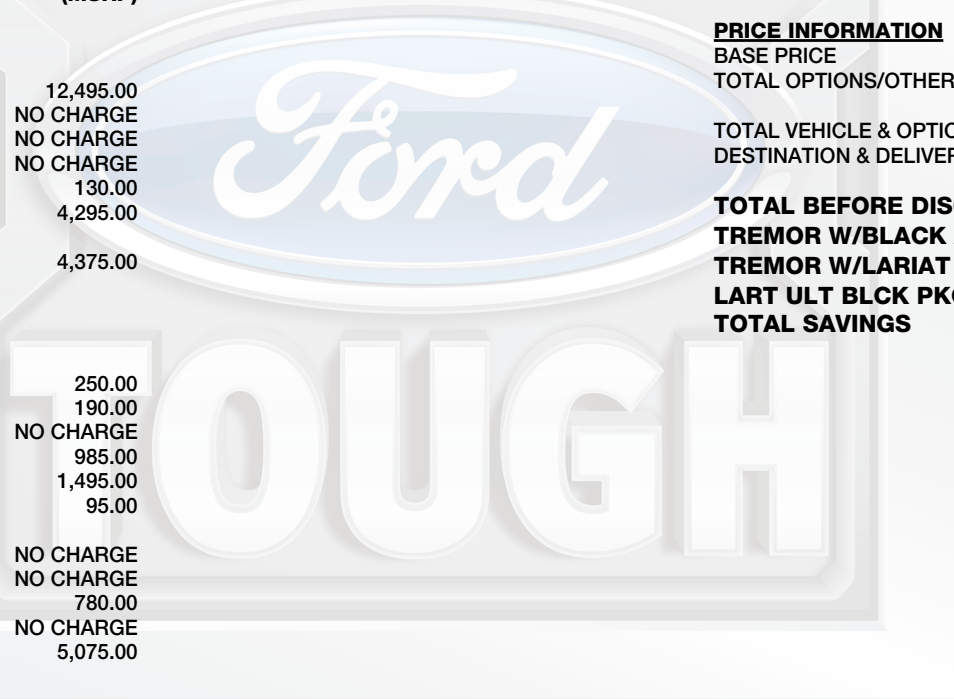 (MSRP)
12,495.00
NO CHARGE
NO CHARGE
NO CHARGE
130.00
4,295.00
4,375.00
250.00
190.00
NO CHARGE
985.00
1,495.00
95.00
NO CHARGE
NO CHARGE
780.00
NO CHARGE
5,075.00
Ford
TOUGH
PRICE INFORMATION
BASE PRICE
TOTAL OPTIONS/OTHER
TOTAL VEHICLE & OPTIO
DESTINATION & DELIVER
TOTAL BEFORE DIS
TREMOR W/BLACK
TREMOR W/LARIAT
LART ULT BLCK PK
TOTAL SAVINGS